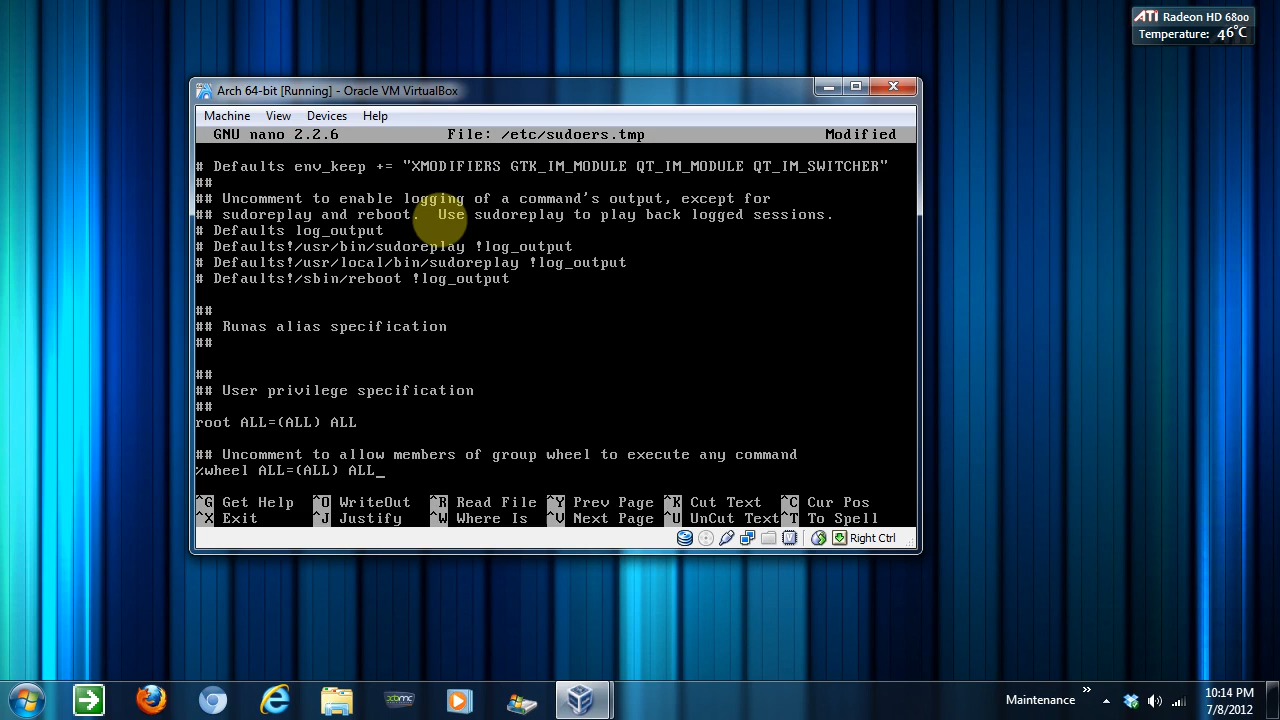 ATI Radeon HD 6800
Temperature: 46°C
Arch 64-bit [Running] - Oracle VM VirtualBox
Machine View Devices Help
GNU nano 2.2.6 File: /etc/sudoers.tmp Modified
# Defaults env_keep += "XMODIFIERS GTK_IM_MODULE QT_IM_MODULE QT_IM_SWITCHER"
##
## Uncomment to enable logging of a command's output, except for
## sudoreplay and reboot.  Use sudoreplay to play back logged sessions.
# Defaults log_output
# Defaults!/usr/bin/sudoreplay !log_output
# Defaults!/usr/local/bin/sudoreplay !log_output
# Defaults!/sbin/reboot !log_output
##
## Runas alias specification
##
##
## User privilege specification
##
root ALL=(ALL) ALL
## Uncomment to allow members of group wheel to execute any command
%wheel ALL=(ALL) ALL_
^G Get Help ^O WriteOut ^R Read File ^Y Prev Page ^K Cut Text ^C Cur Pos
^X Exit ^J Justify ^W Where Is ^V Next Page ^U UnCut Text ^T To Spell
Right Ctrl
xbmc
Maintenance »
10:14 PM
7/8/2012